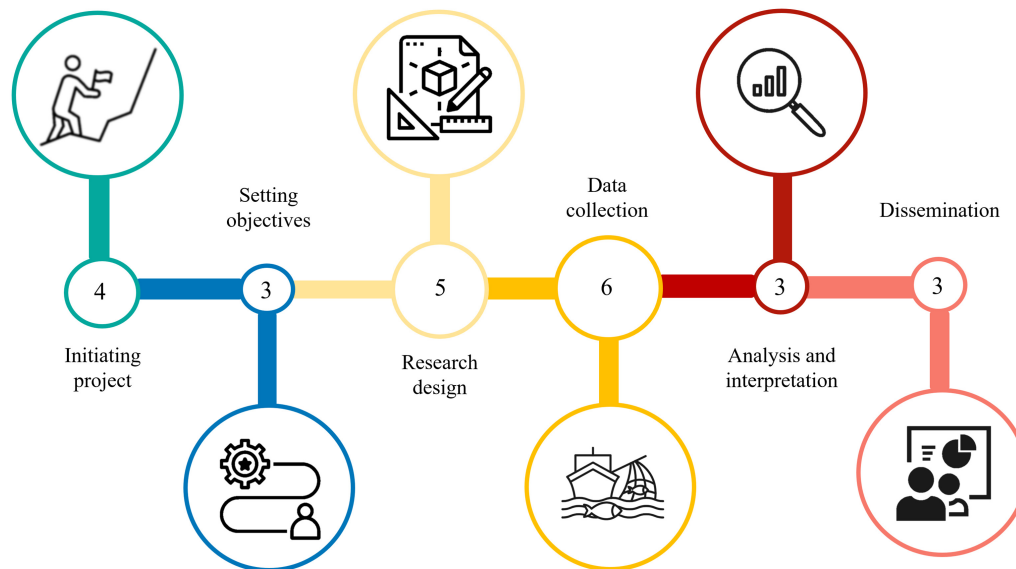 4
Initiating
project
Setting
objectives
3
5
Research
design
Data
collection
6
3
Analysis and
interpretation
Dissemination
3